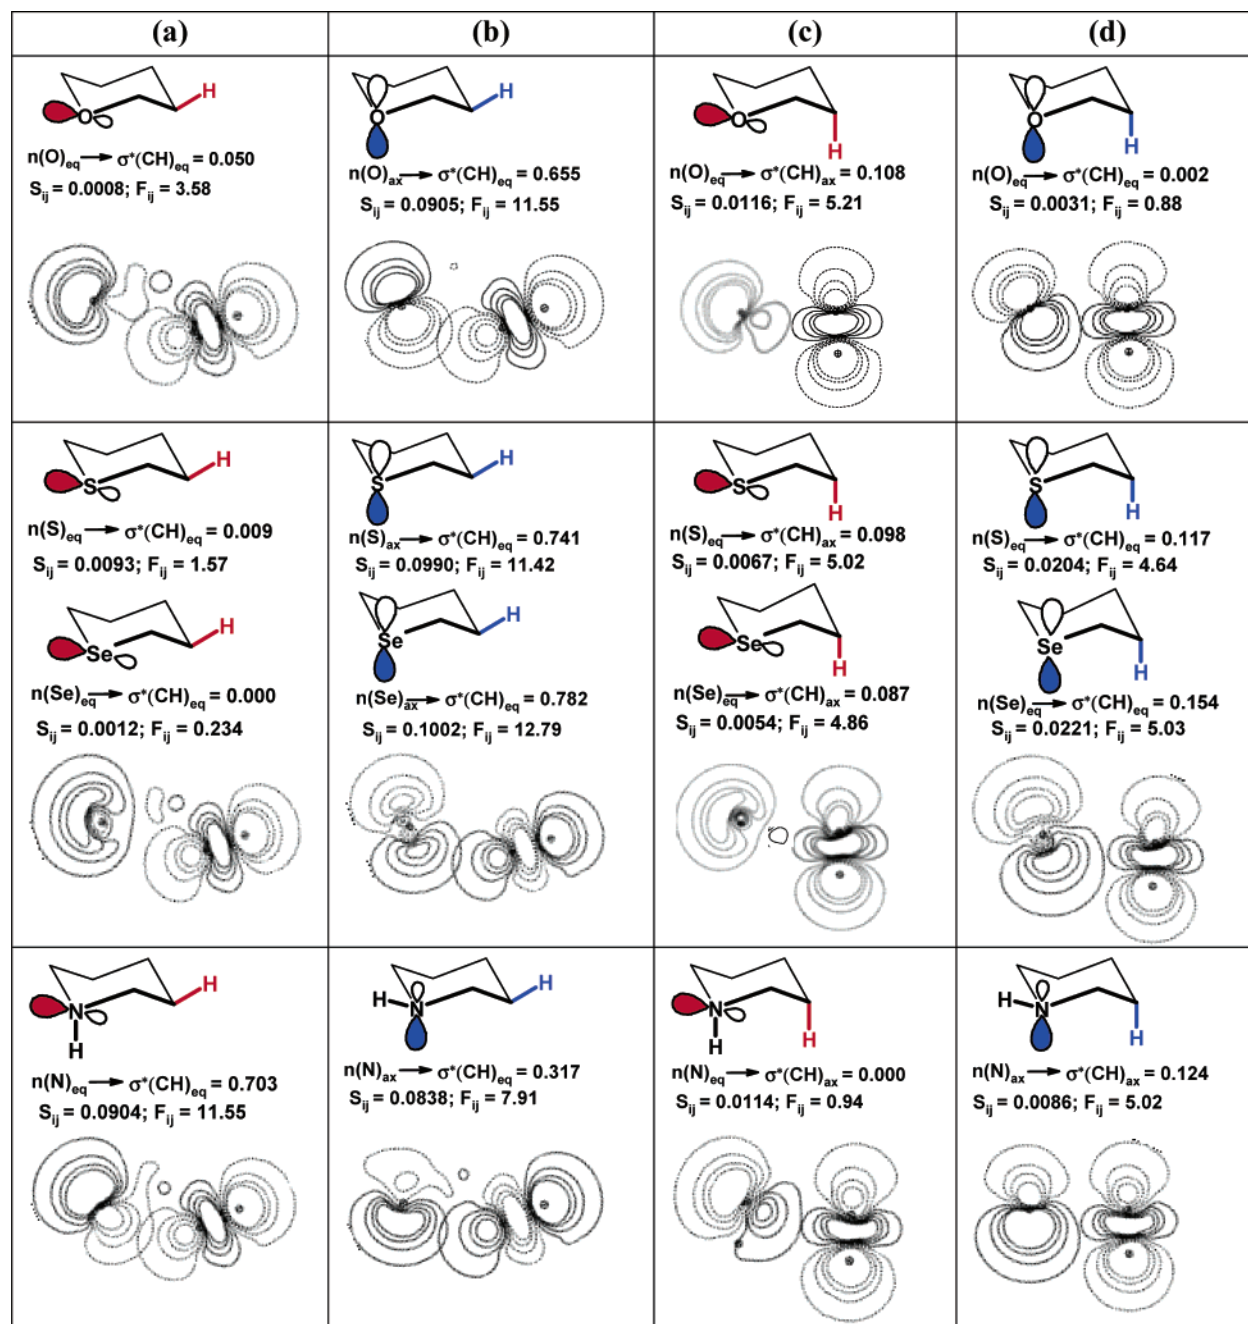 (a) (b) (c) (d)
O H
n(O)eq → σ*(CH)eq = 0.050
Sij = 0.0008; Fij = 3.58
O H
n(O)ax → σ*(CH)eq = 0.655
Sij = 0.0905; Fij = 11.55
O H
n(O)eq → σ*(CH)ax = 0.108
Sij = 0.0116; Fij = 5.21
O H
n(O)eq → σ*(CH)eq = 0.002
Sij = 0.0031; Fij = 0.88
S H
n(S)eq → σ*(CH)eq = 0.009
Sij = 0.0093; Fij = 1.57
Se H
n(Se)eq → σ*(CH)eq = 0.000
Sij = 0.0012; Fij = 0.234
S H
n(S)ax → σ*(CH)eq = 0.741
Sij = 0.0990; Fij = 11.42
Se H
n(Se)ax → σ*(CH)eq = 0.782
Sij = 0.1002; Fij = 12.79
S H
n(S)eq → σ*(CH)ax = 0.098
Sij = 0.0067; Fij = 5.02
Se H
n(Se)eq → σ*(CH)ax = 0.087
Sij = 0.0054; Fij = 4.86
S H
n(S)eq → σ*(CH)eq = 0.117
Sij = 0.0204; Fij = 4.64
Se H
n(Se)eq → σ*(CH)eq = 0.154
Sij = 0.0221; Fij = 5.03
H
N
H
n(N)eq → σ*(CH)eq = 0.703
Sij = 0.0904; Fij = 11.55
H N H
n(N)ax → σ*(CH)eq = 0.317
Sij = 0.0838; Fij = 7.91
N
H H
n(N)eq → σ*(CH)ax = 0.000
Sij = 0.0114; Fij = 0.94
H N H
n(N)ax → σ*(CH)ax = 0.124
Sij = 0.0086; Fij = 5.02